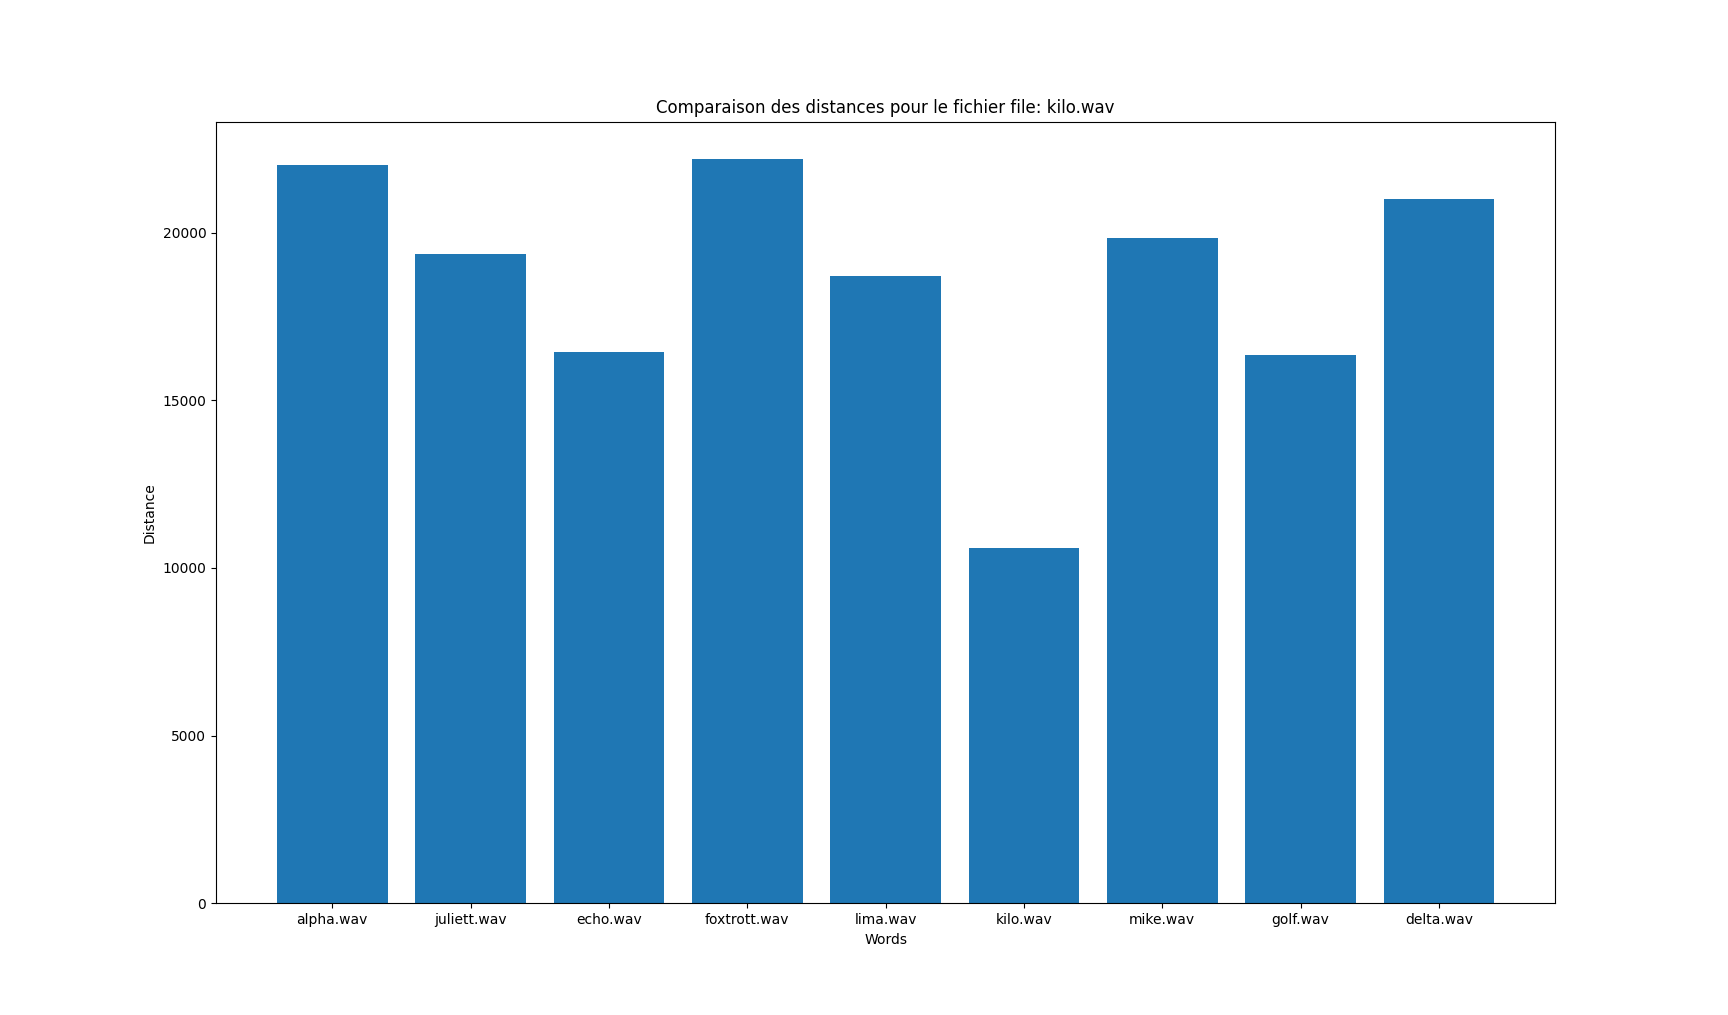 Comparaison des distances pour le fichier file: kilo.wav
20000
15000
10000
5000
0
Distance
alpha.wav juliett.wav echo.wav foxtrott.wav lima.wav kilo.wav mike.wav golf.wav delta.wav
Words